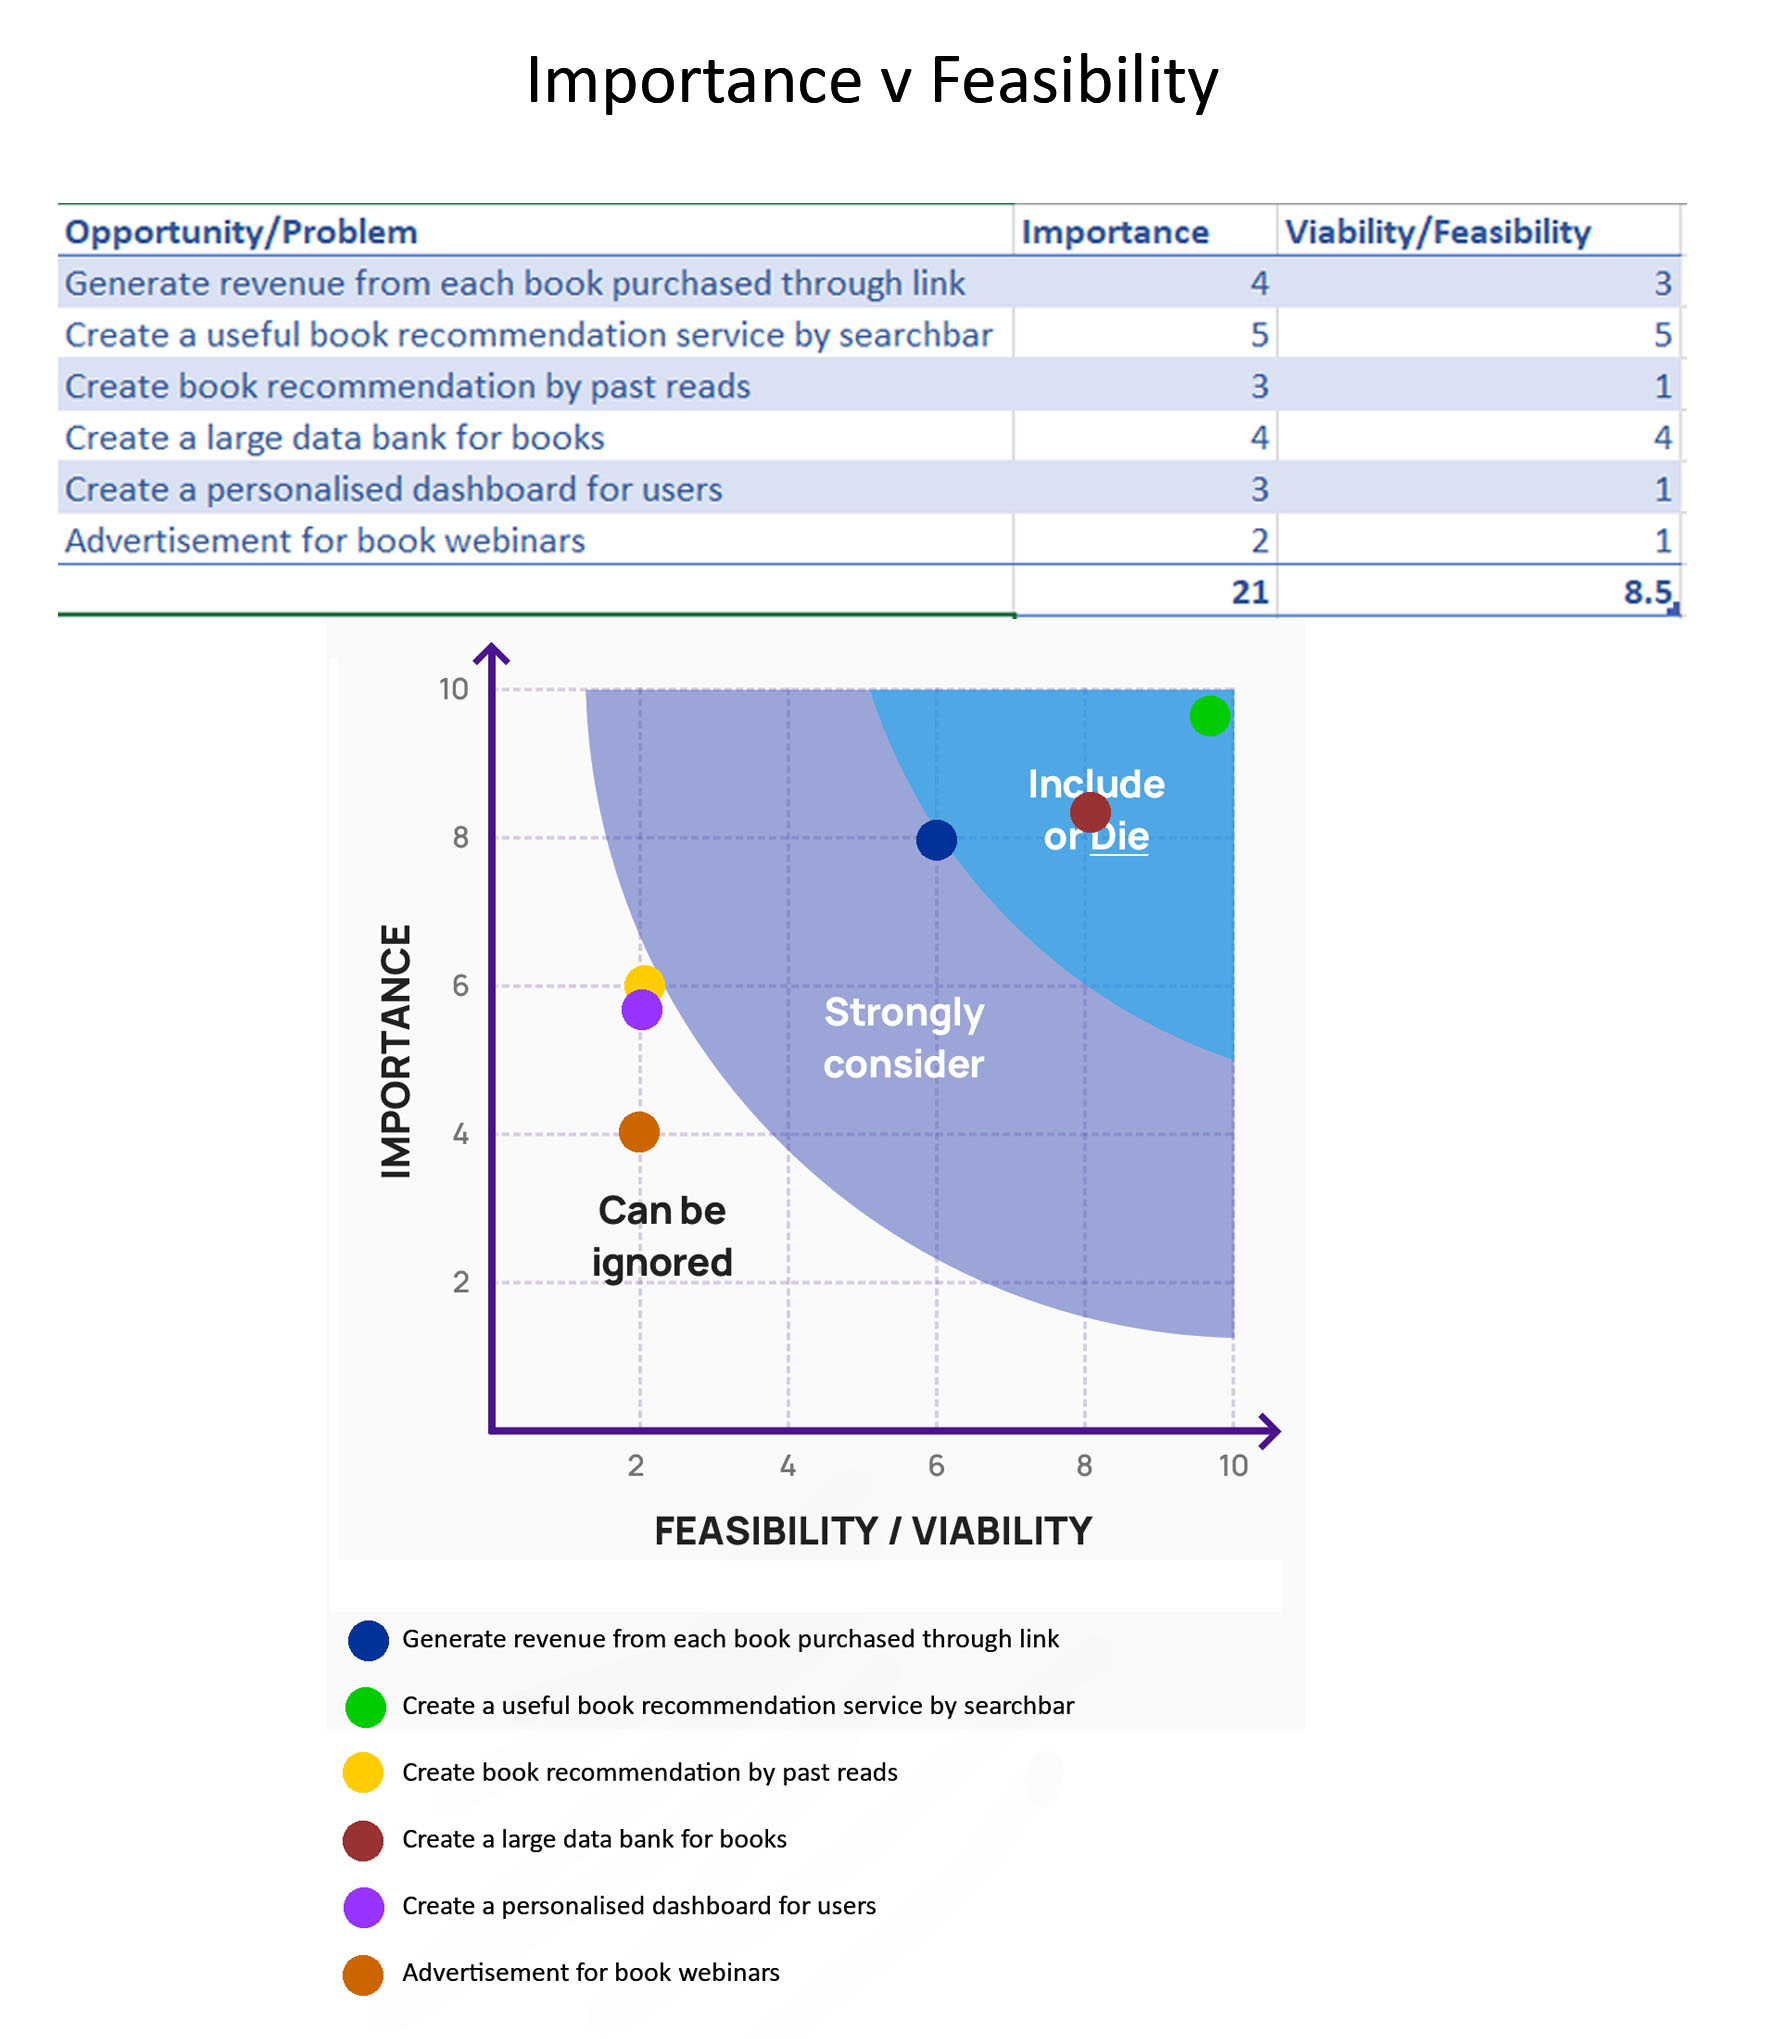 Importance v Feasibility
Opportunity/Problem Importance Viability/Feasibility
Generate revenue from each book purchased through link 4 3
Create a useful book recommendation service by searchbar 5 5
Create book recommendation by past reads 3 1
Create a large data bank for books 4 4
Create a personalised dashboard for users 3 1
Advertisement for book webinars 2 1
21 8.5
10
8
6
4
2
IMPORTANCE
Include
or Die
Strongly
consider
Can be
ignored
2 4 6 8 10
FEASIBILITY / VIABILITY
Generate revenue from each book purchased through link
Create a useful book recommendation service by searchbar
Create book recommendation by past reads
Create a large data bank for books
Create a personalised dashboard for users
Advertisement for book webinars